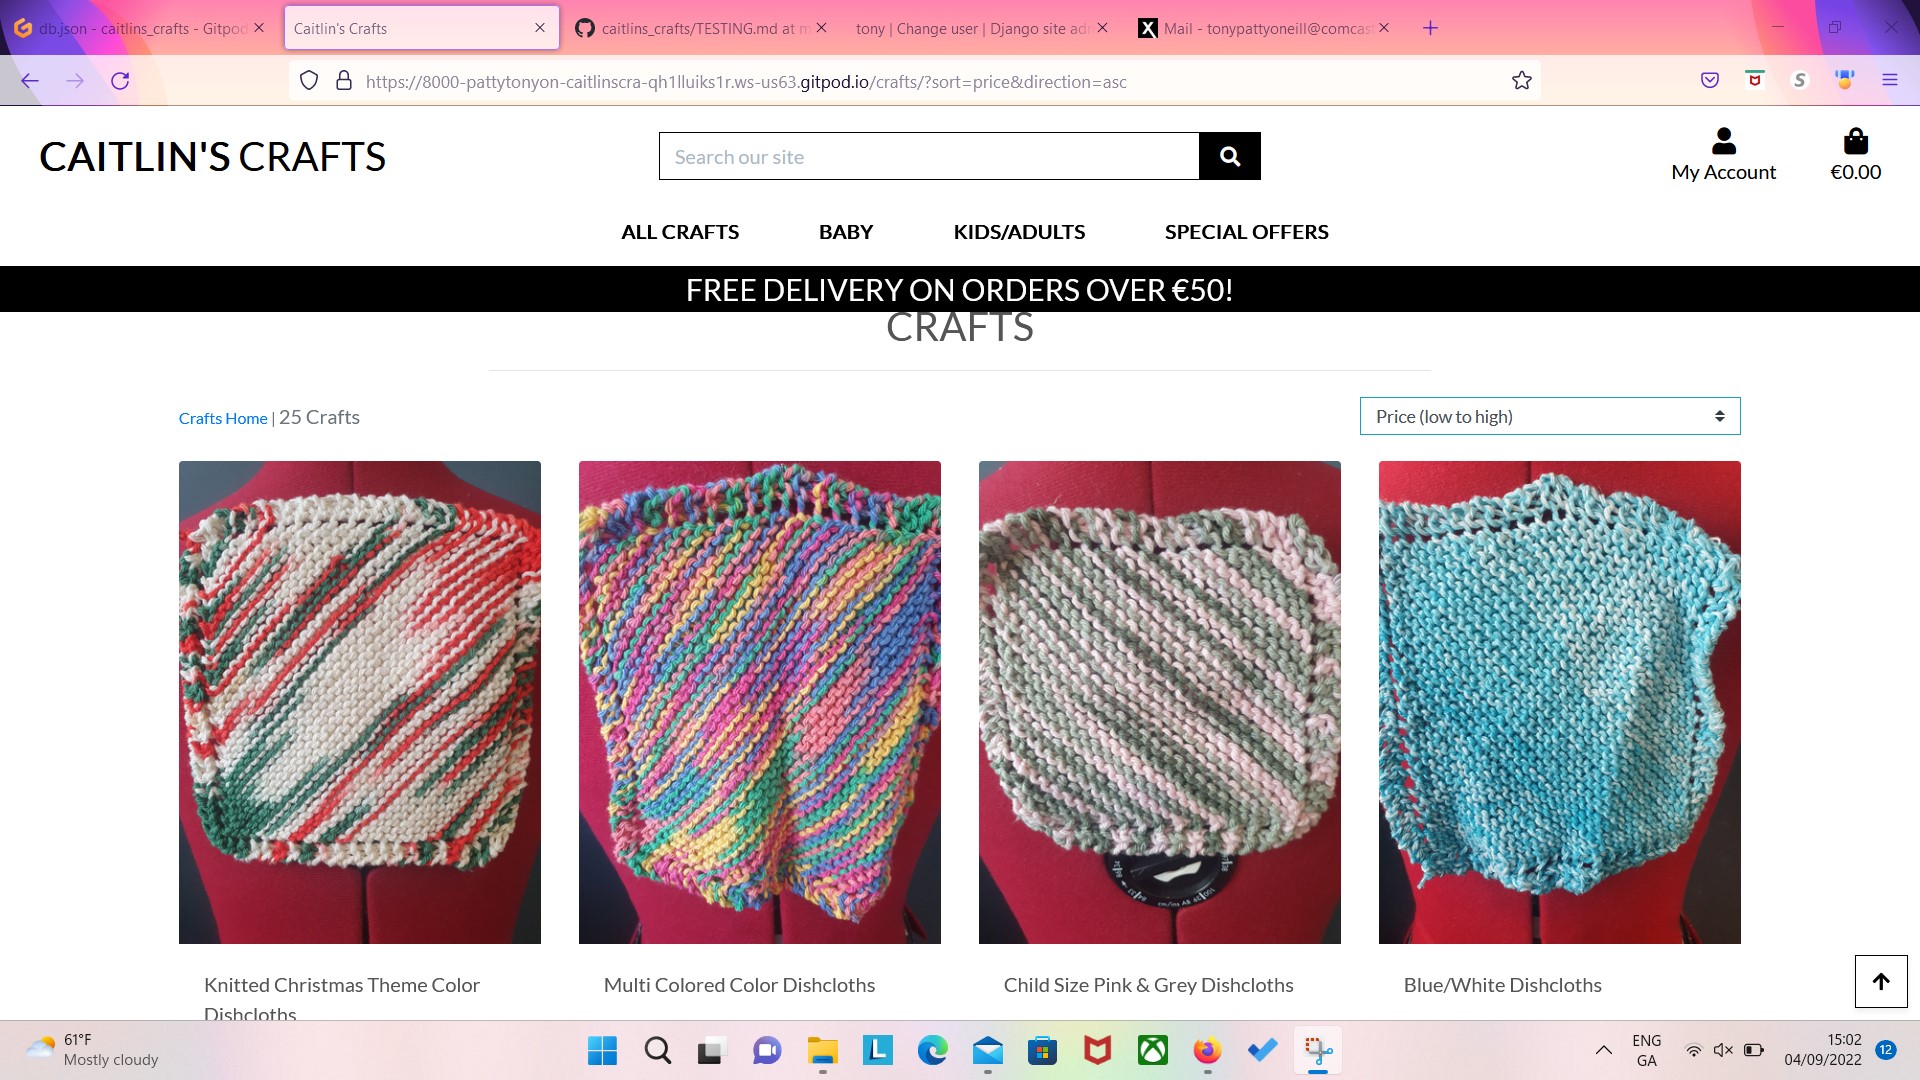 db.json - caitlins_crafts - Gitpod
Caitlin's Crafts
caitlins_crafts/TESTING.md at m
tony | Change user | Django site ad
Mail - tonypattyoneill@comcas
https://8000-pattytonyon-caitlinscra-qh1lluiks1r.ws-us63.gitpod.io/crafts/?sort=price&direction=asc
CAITLIN'S CRAFTS
Search our site
My Account
€0.00
ALL CRAFTS
BABY
KIDS/ADULTS
SPECIAL OFFERS
FREE DELIVERY ON ORDERS OVER €50!
CRAFTS
Crafts Home | 25 Crafts
Price (low to high)
Knitted Christmas Theme Color
Dishcloths
Multi Colored Color Dishcloths
Child Size Pink & Grey Dishcloths
Blue/White Dishcloths
61°F
Mostly cloudy
ENG
GA
15:02
04/09/2022
12